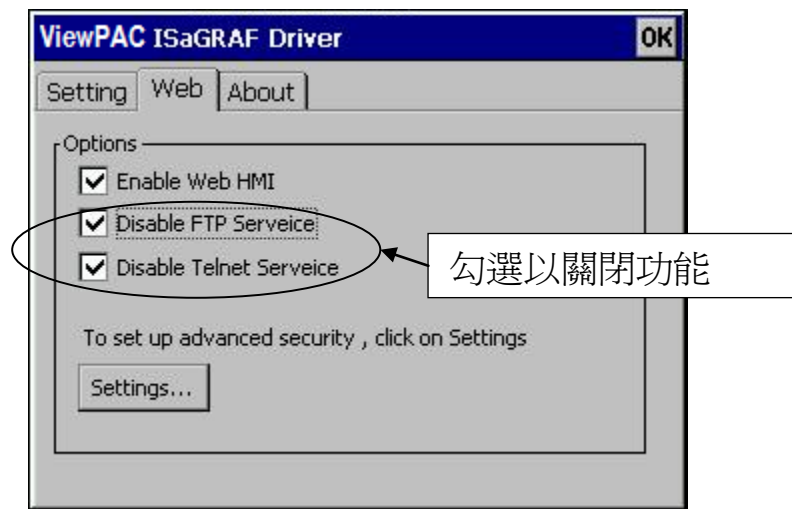 ViewPAC ISaGRAF Driver OK
Setting Web About
Options
Enable Web HMI
Disable FTP Serveice
Disable Telnet Serveice
勾選以關閉功能
To set up advanced security , click on Settings
Settings...